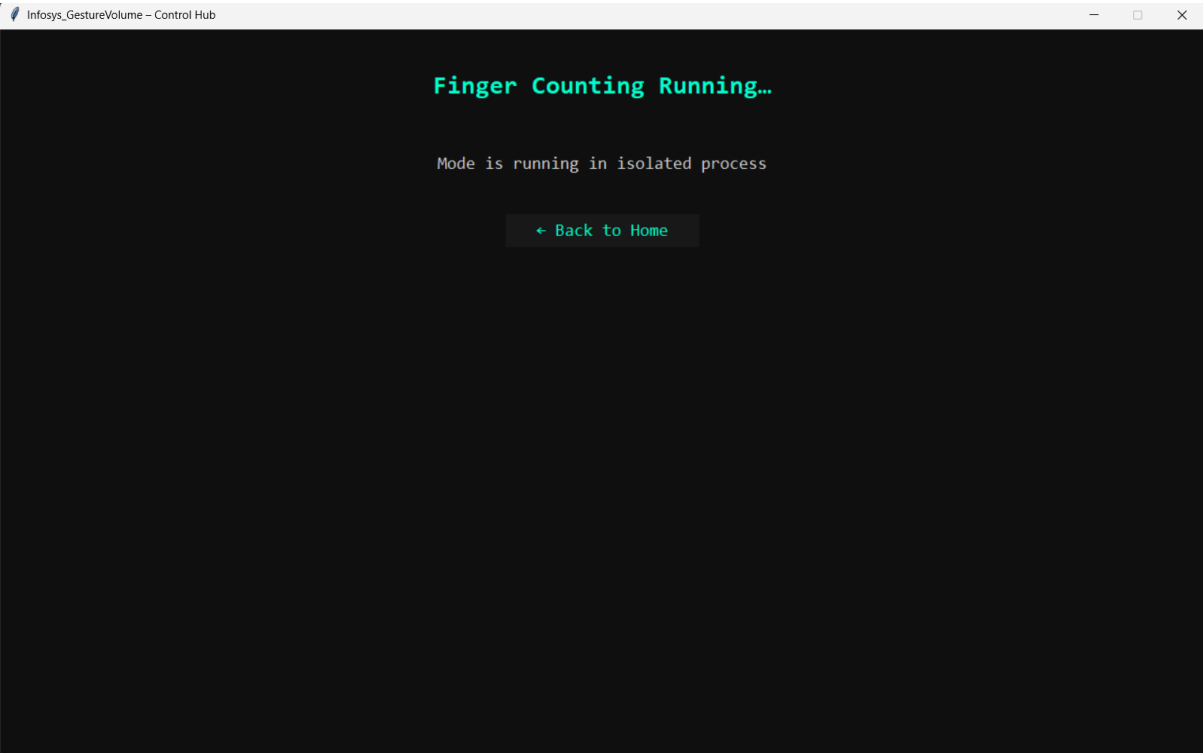 Infosys_GestureVolume – Control Hub
Finger Counting Running…
Mode is running in isolated process
← Back to Home